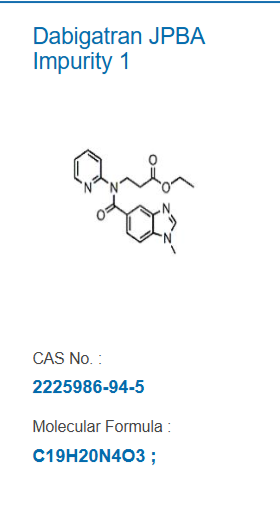 Dabigatran JPBA
Impurity 1
O
N
N
O
O
N
N
CAS No. :
2225986-94-5
Molecular Formula :
C19H20N4O3 ;